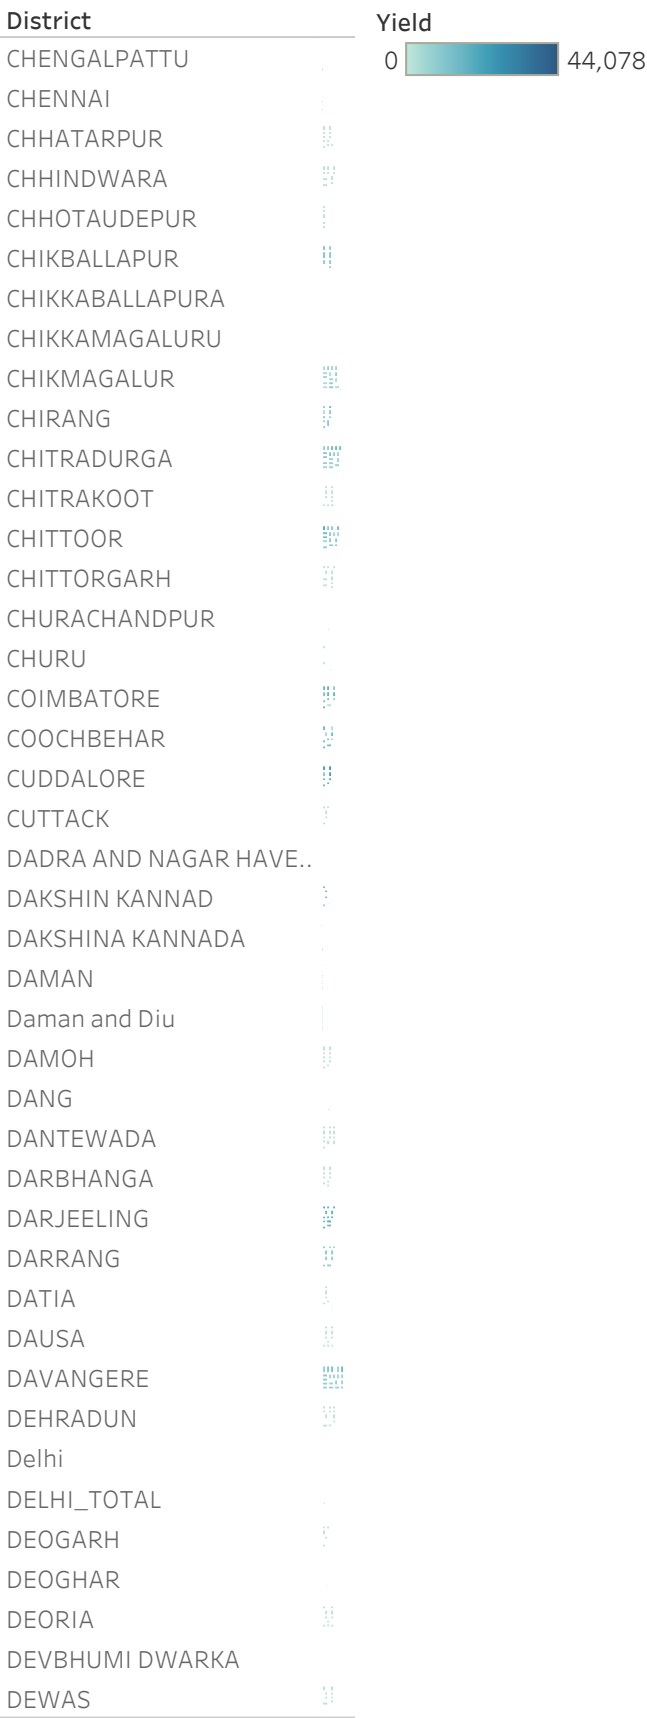 District
CHENGALPATTU
CHENNAI
CHHATARPUR
CHHINDWARA
CHHOTAUDEPUR
CHIKBALLAPUR
CHIKKABALLAPURA
CHIKKAMAGALURU
CHIKMAGALUR
CHIRANG
CHITRADURGA
CHITRAKOOT
CHITTOOR
CHITTORGARH
CHURACHANDPUR
CHURU
COIMBATORE
COOCHBEHAR
CUDDALORE
CUTTACK
DADRA AND NAGAR HAVE..
DAKSHIN KANNAD
DAKSHINA KANNADA
DAMAN
Daman and Diu
DAMOH
DANG
DANTEWADA
DARBHANGA
DARJEELING
DARRANG
DATIA
DAUSA
DAVANGERE
DEHRADUN
Delhi
DELHI_TOTAL
DEOGARH
DEOGHAR
DEORIA
DEVBHUMI DWARKA
DEWAS
Yield
0 44,078